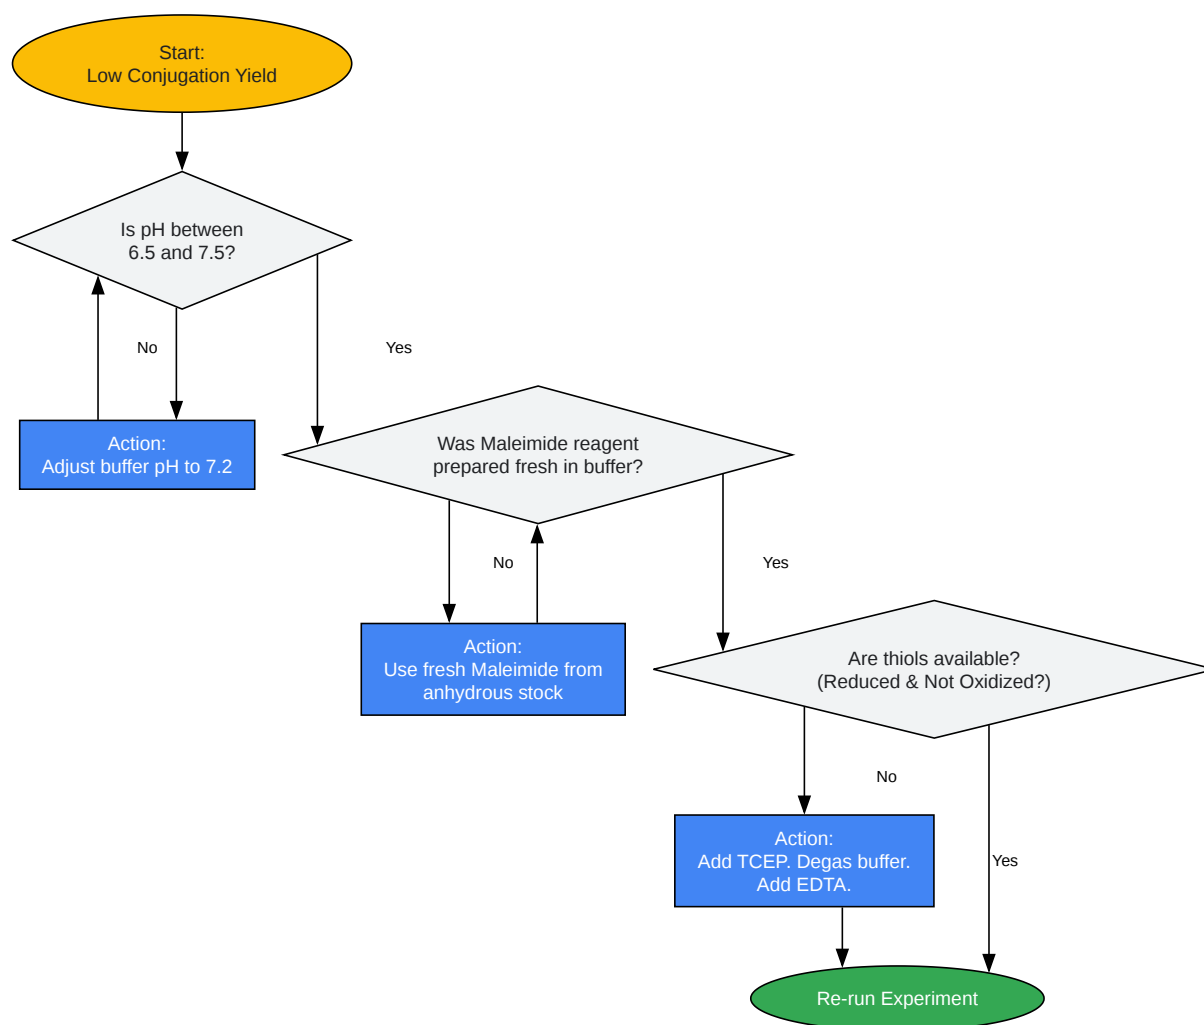 Start:
Low Conjugation Yield
Is pH between
6.5 and 7.5?
No
Yes
Action:
Adjust buffer pH to 7.2
Was Maleimide reagent
prepared fresh in buffer?
No
Yes
Action:
Use fresh Maleimide from
anhydrous stock
Are thiols available?
(Reduced & Not Oxidized?)
No
Action:
Add TCEP. Degas buffer.
Add EDTA.
Yes
Re-run Experiment